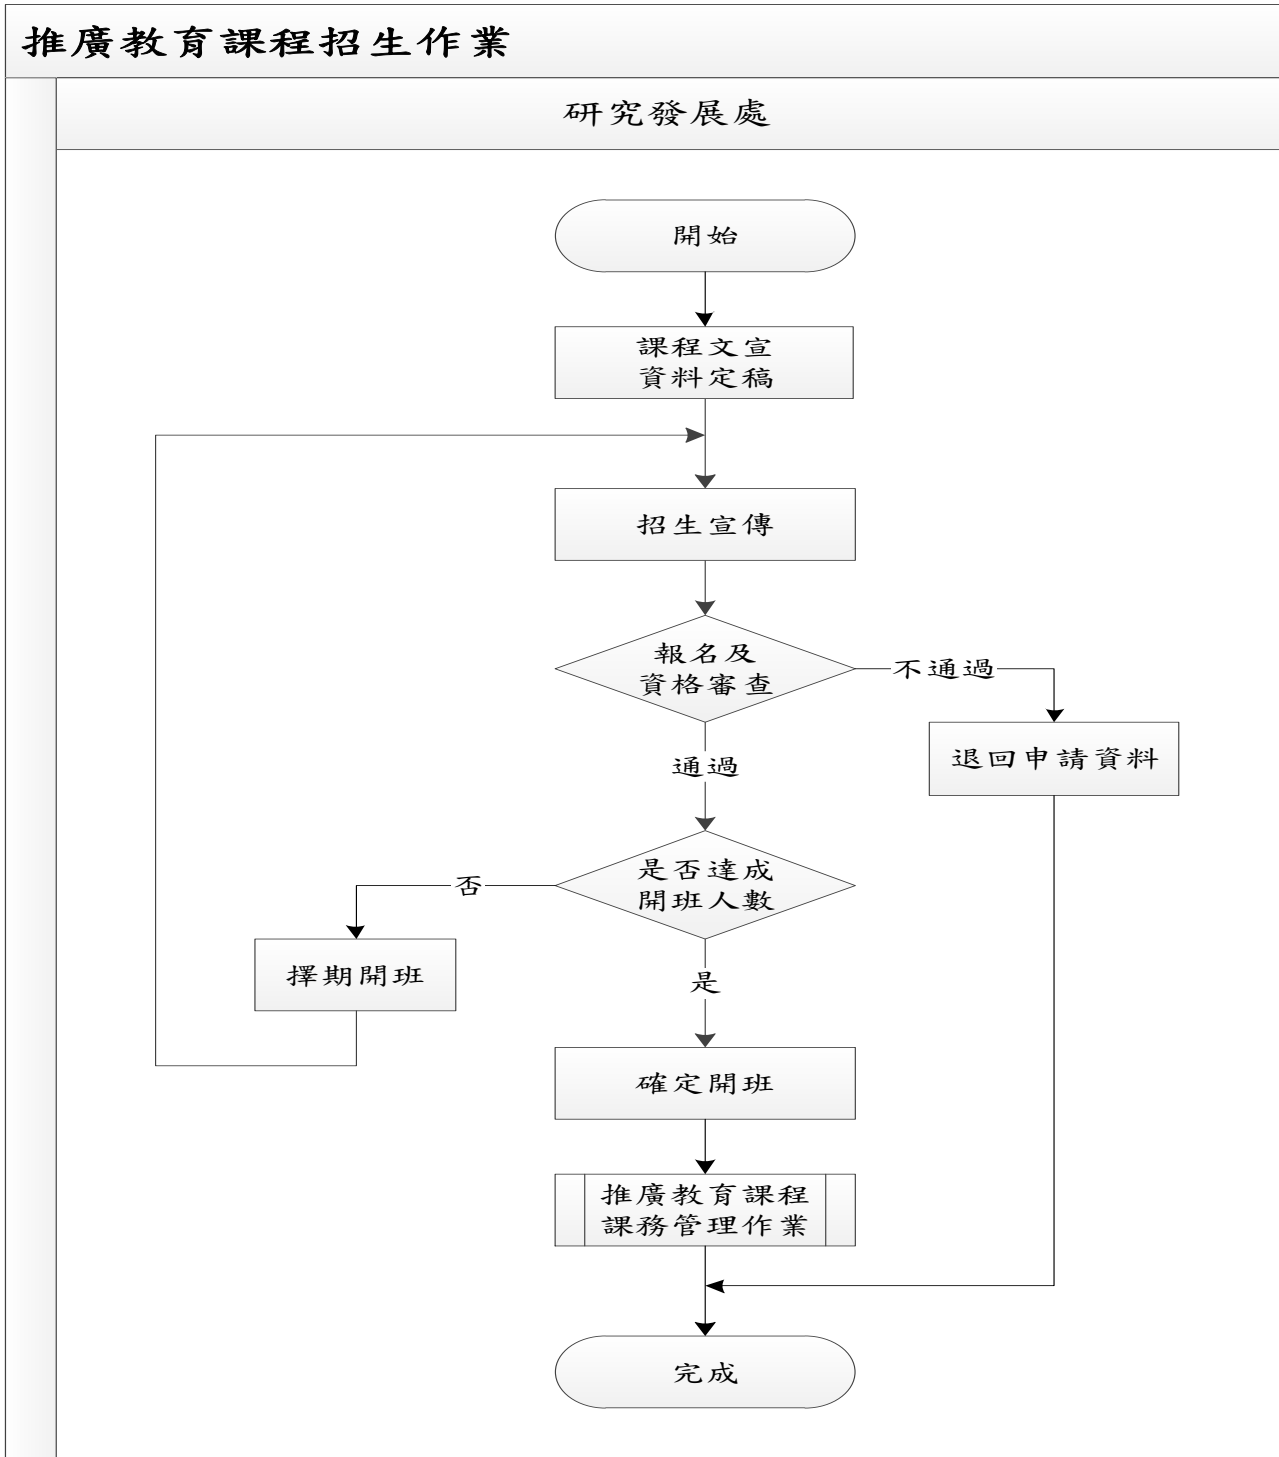 推廣教育課程招生作業
研究發展處
開始
課程文宣
資料定稿
招生宣傳
報名及
資格審查
不通過
退回申請資料
通過
是否達成
開班人數
否
擇期開班
是
確定開班
推廣教育課程
課務管理作業
完成